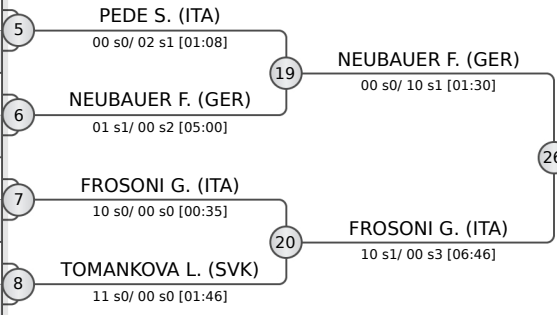 PEDE S. (ITA)
5
00 s0/ 02 s1 [01:08]
19
NEUBAUER F. (GER)
00 s0/ 10 s1 [01:30]
NEUBAUER F. (GER)
6
01 s1/ 00 s2 [05:00]
26
FROSONI G. (ITA)
7
10 s0/ 00 s0 [00:35]
20
FROSONI G. (ITA)
10 s1/ 00 s3 [06:46]
TOMANKOVA L. (SVK)
8
11 s0/ 00 s0 [01:46]